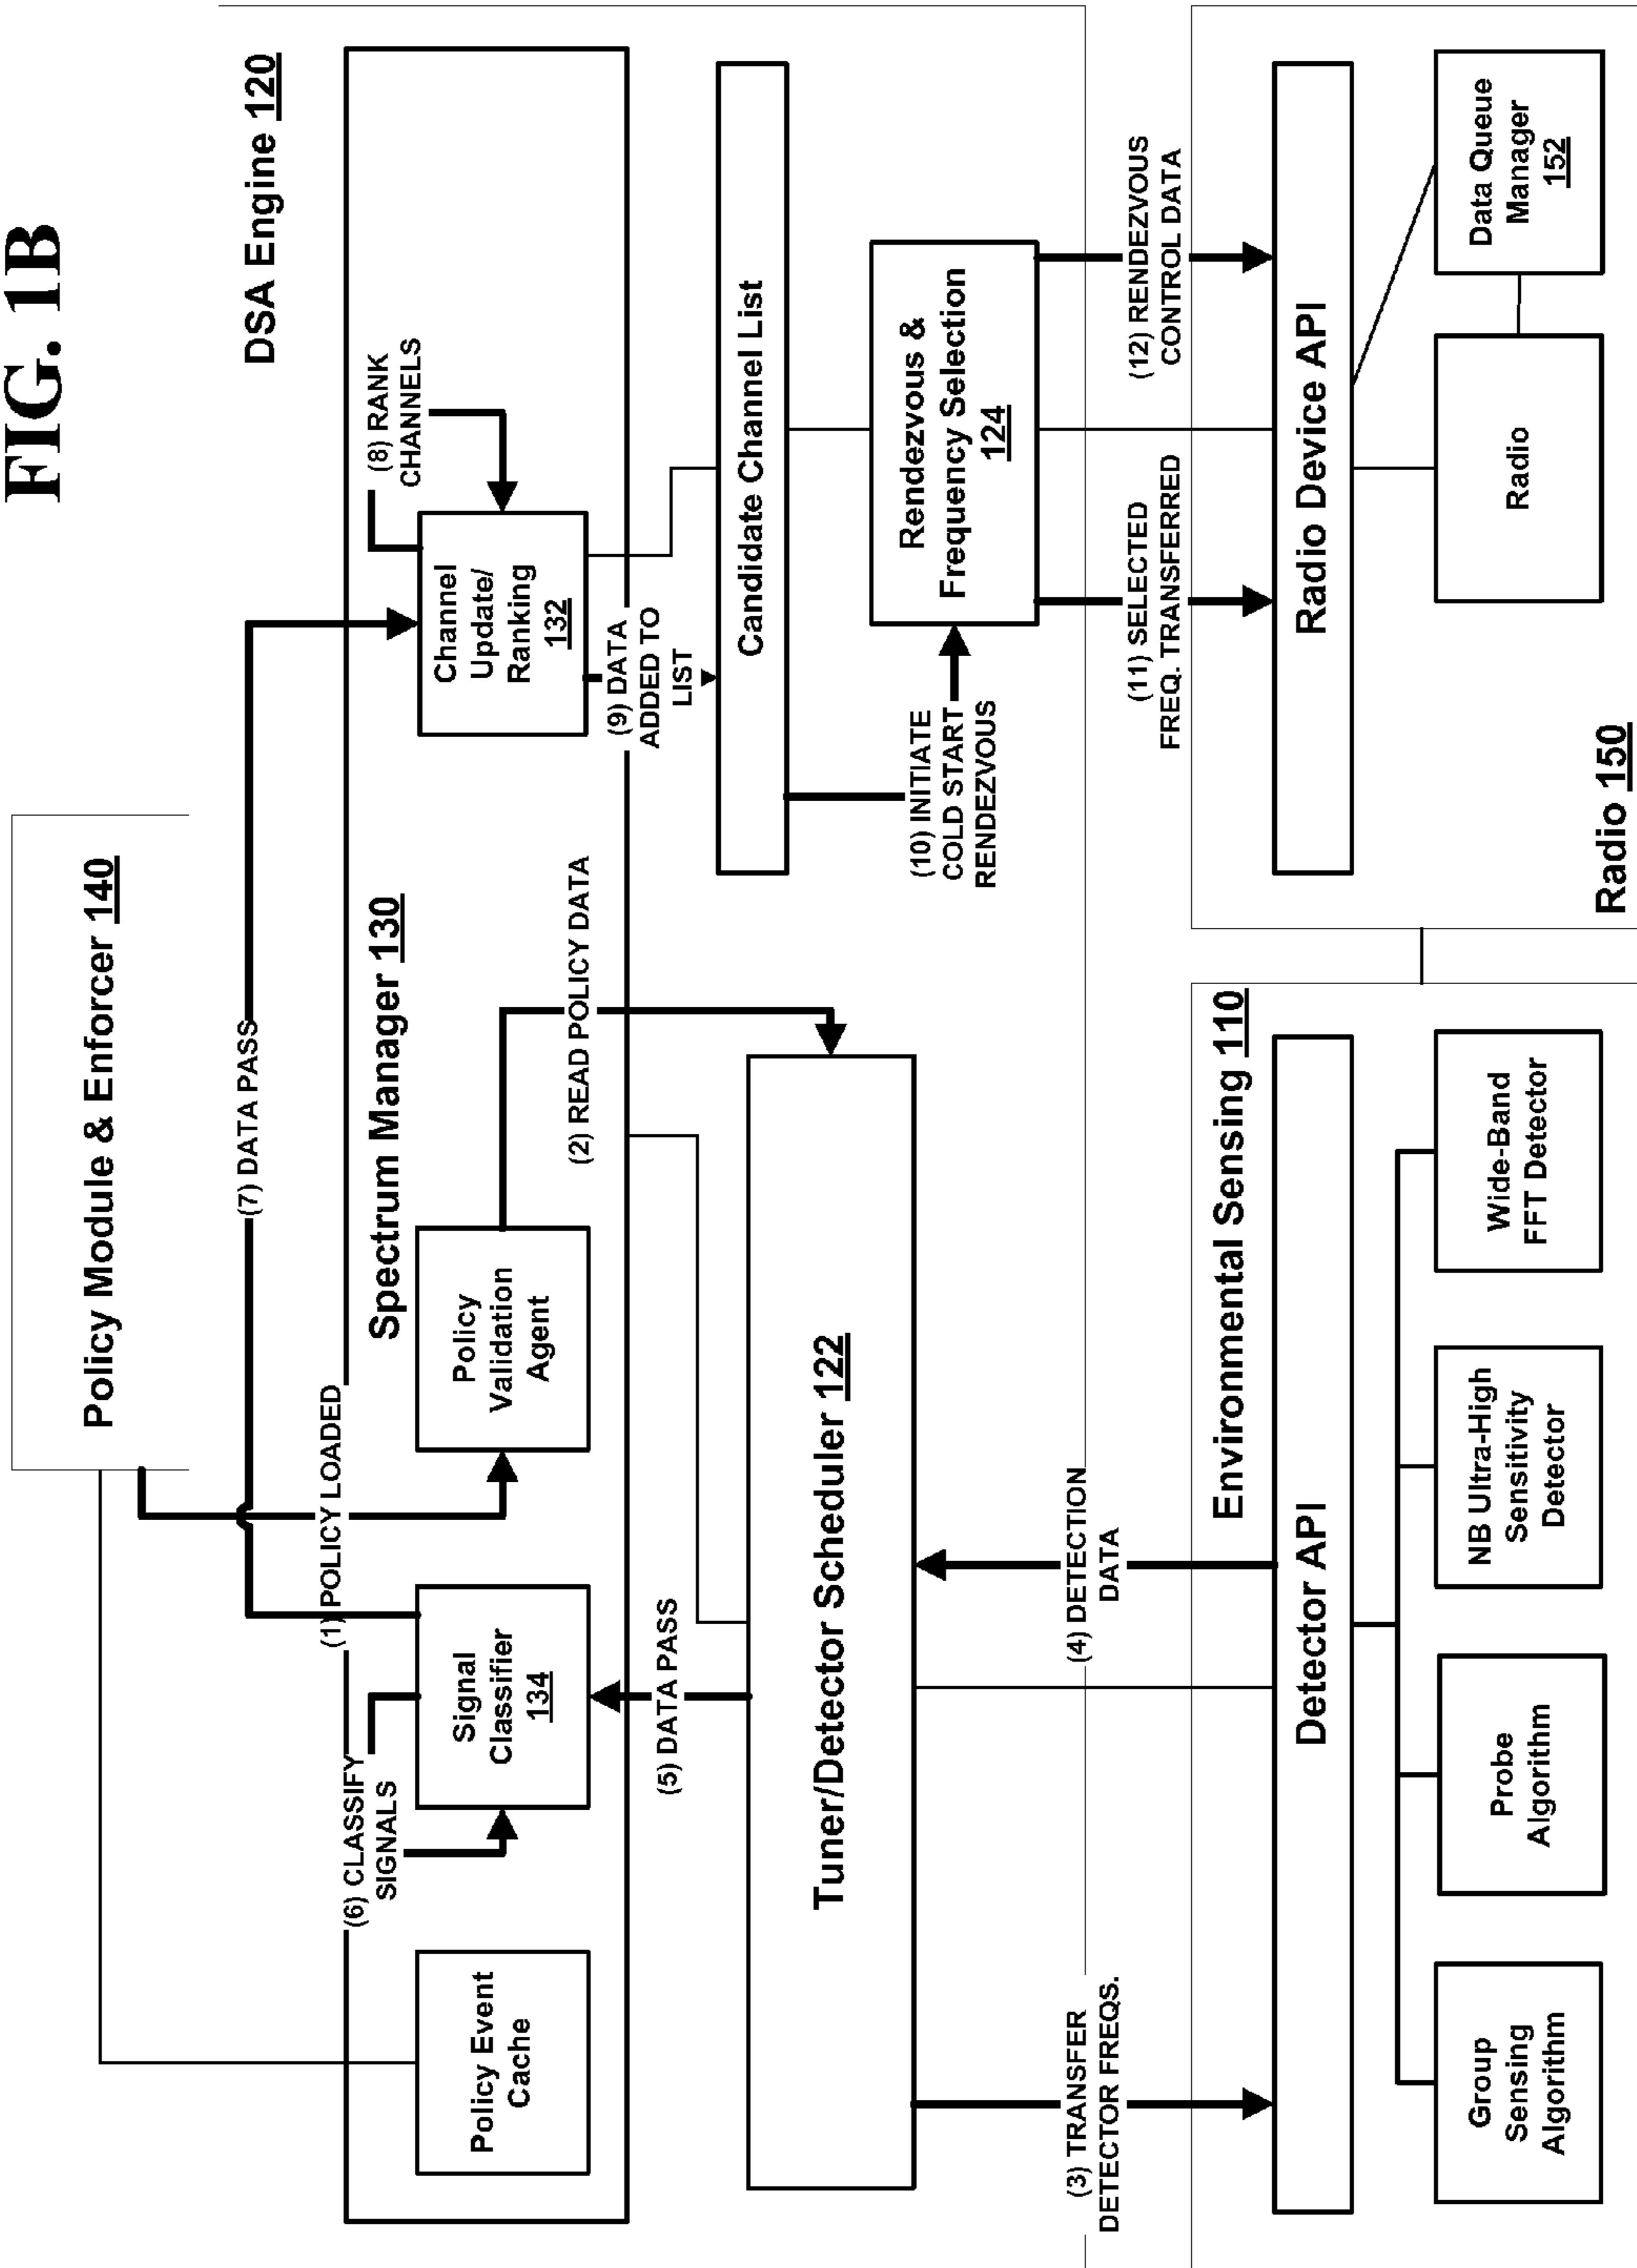 FIG. 1B
Policy Module & Enforcer 140
DSA Engine 120
(7) DATA PASS
(1) POLICY LOADED
(6) CLASSIFY
SIGNALS
(8) RANK
CHANNELS
Spectrum Manager 130
Policy Event
Cache
Signal
Classifier
134
Policy
Validation
Agent
Channel
Update/
Ranking
132
(5) DATA PASS
(2) READ POLICY DATA
(9) DATA
ADDED TO
LIST
Tuner/Detector Scheduler 122
Candidate Channel List
(10) INITIATE
COLD START
RENDEZVOUS
Rendezvous &
Frequency Selection
124
(3) TRANSFER
DETECTOR FREQS.
(4) DETECTION
DATA
(11) SELECTED
FREQ. TRANSFERRED
(12) RENDEZVOUS
CONTROL DATA
Environmental Sensing 110
Detector API
Radio Device API
Group
Sensing
Algorithm
Probe
Algorithm
NB Ultra-High
Sensitivity
Detector
Wide-Band
FFT Detector
Radio
Data Queue
Manager
152
Radio 150